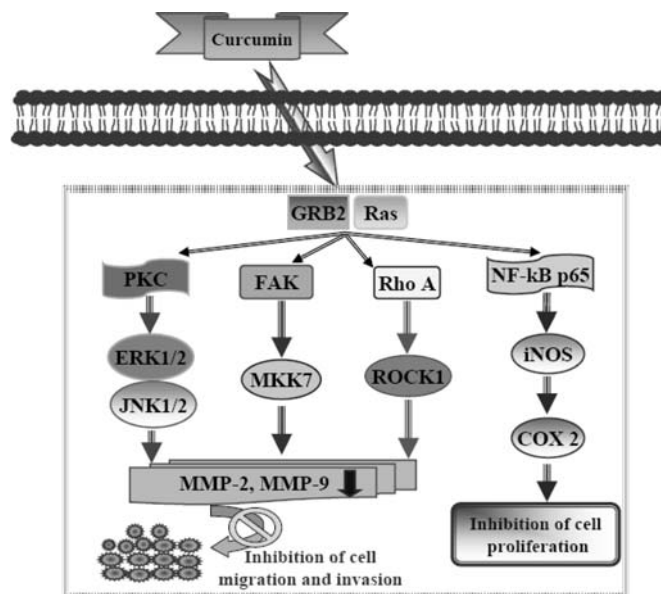 Curcumin
GRB2
Ras
PKC
FAK
Rho A
NF-kB p65
ERK1/2
JNK1/2
MKK7
ROCK1
iNOS
COX 2
MMP-2, MMP-9
Inhibition of cell
migration and invasion
Inhibition of cell
proliferation